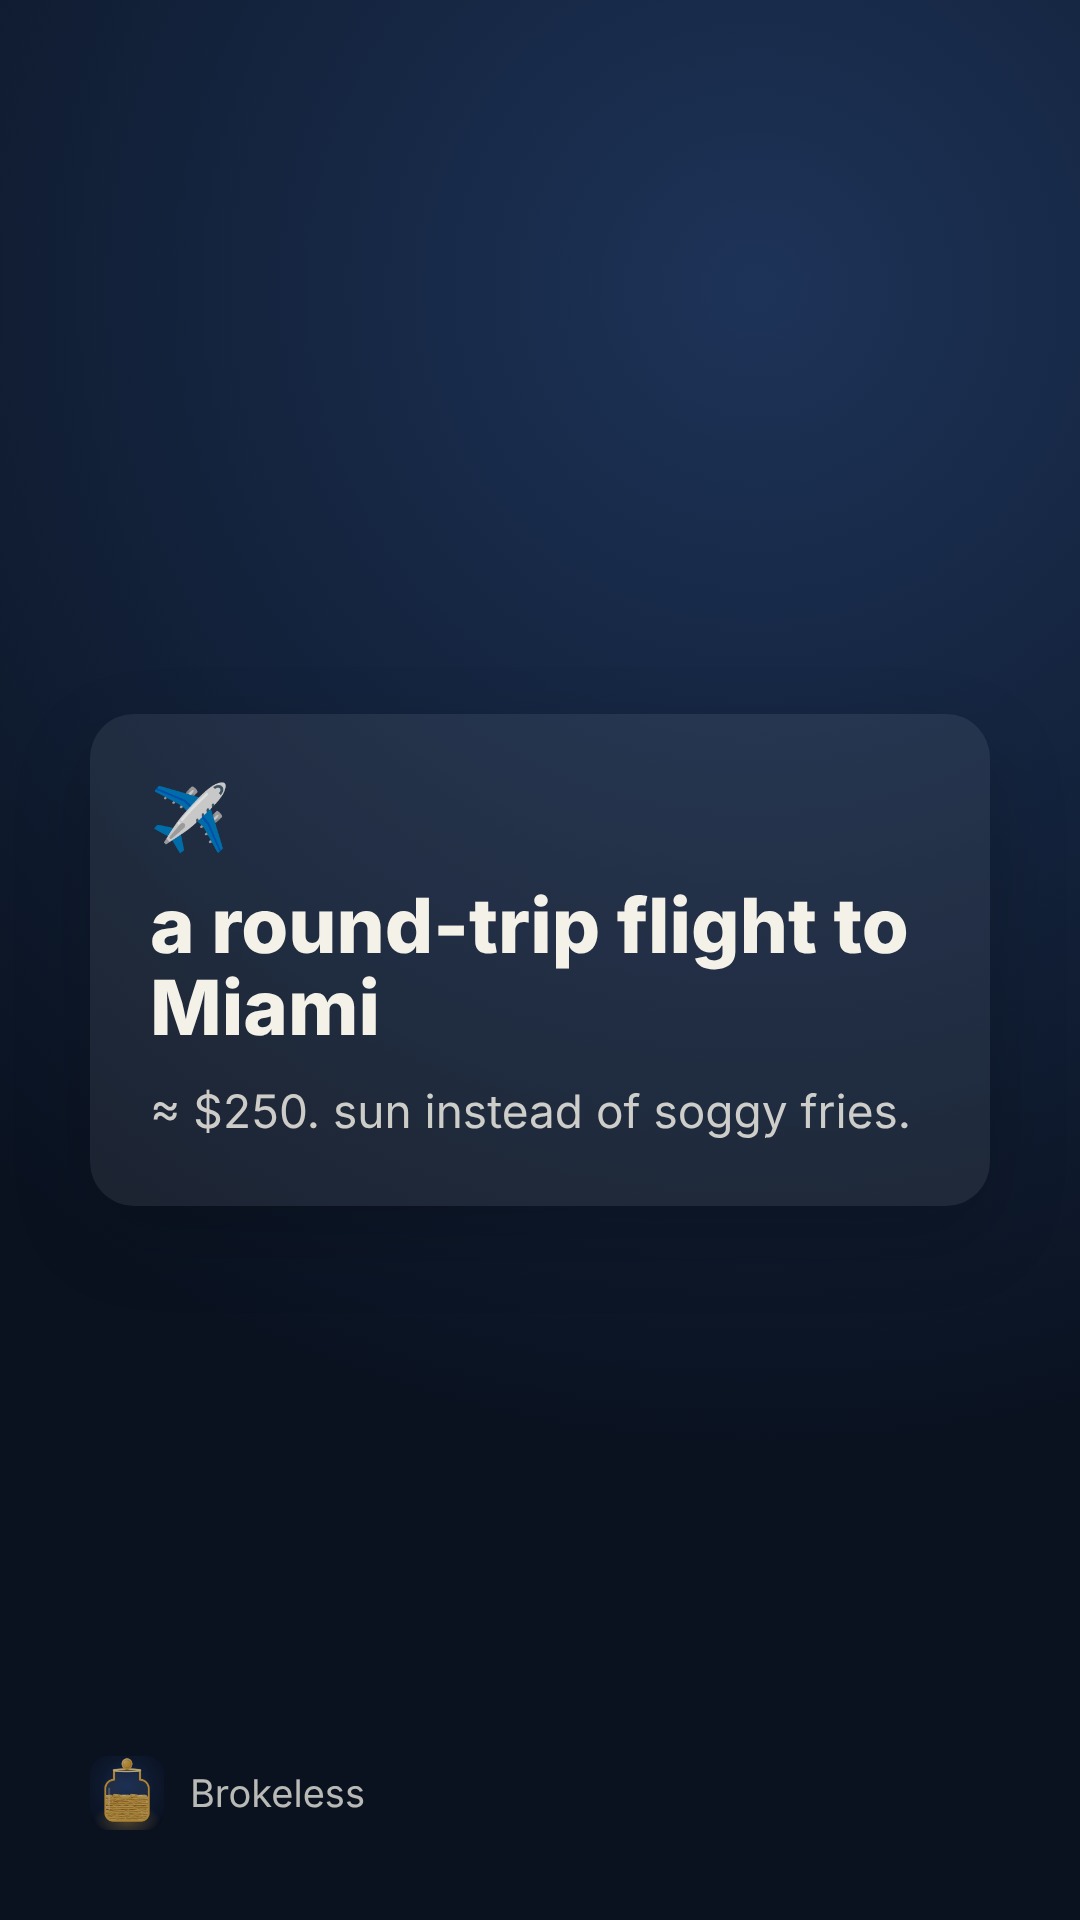 a round-trip flight to
Miami
≈ $250. sun instead of soggy fries.
Brokeless